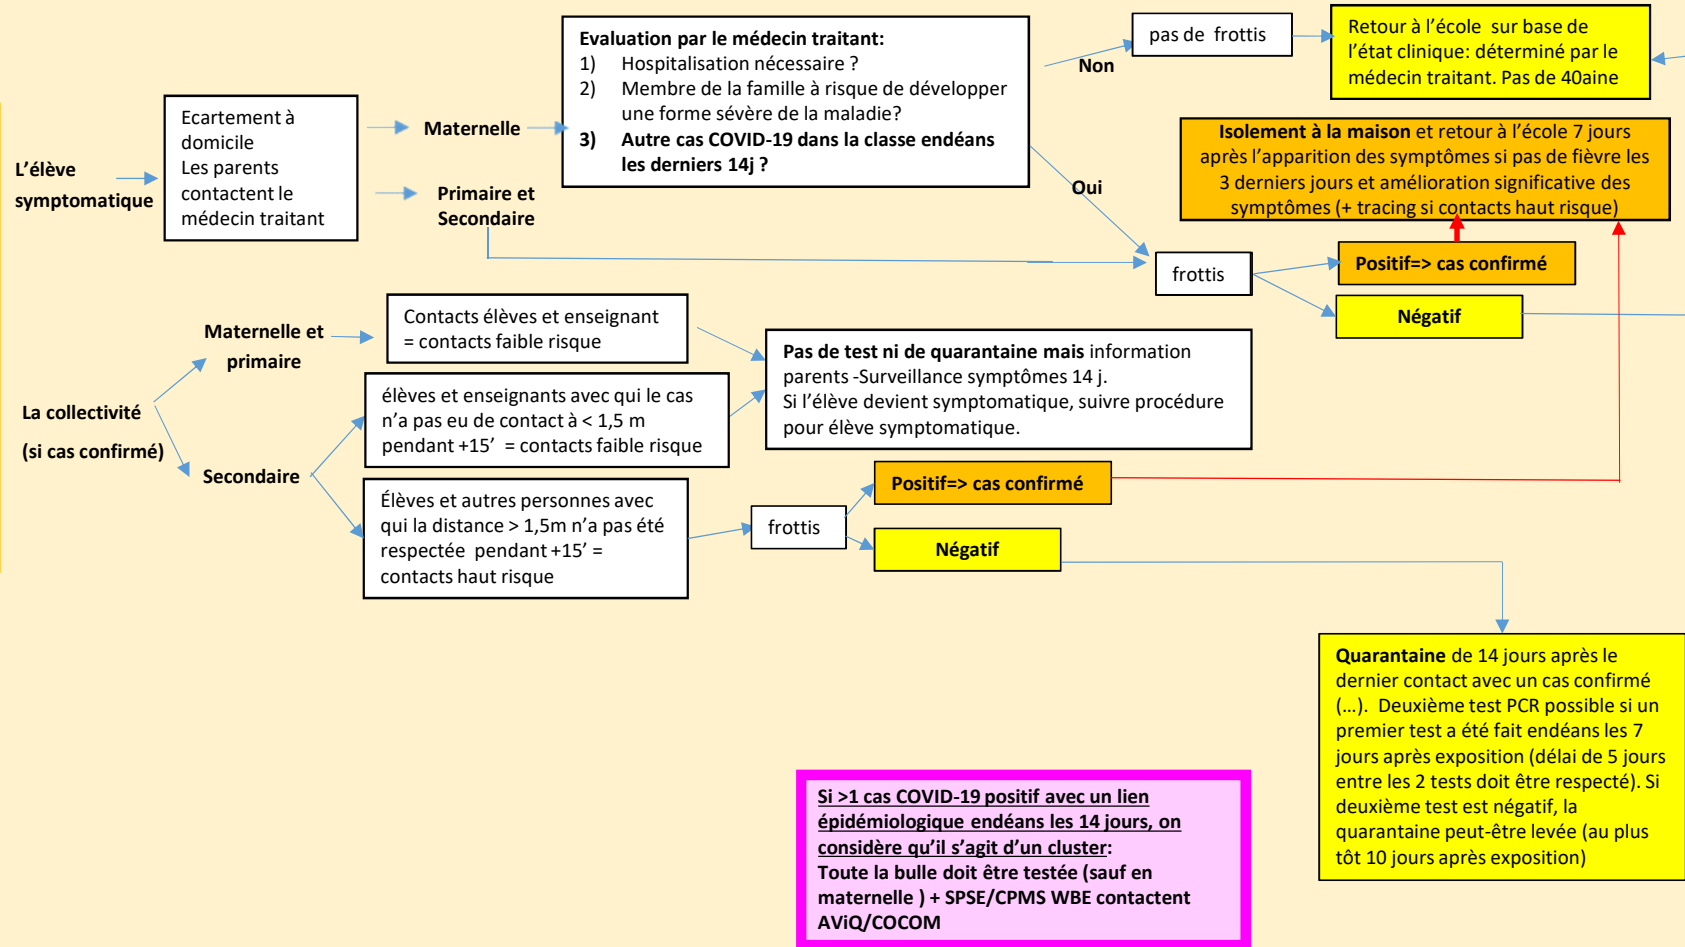 L'élève
symptomatique
Ecartement à
domicile
Les parents
contactent le
médecin traitant
Maternelle
Primaire et
Secondaire
Evaluation par le médecin traitant:
1) Hospitalisation nécessaire ?
2) Membre de la famille à risque de développer
une forme sévère de la maladie?
3) Autre cas COVID-19 dans la classe endéans
les derniers 14j ?
Non
pas de frottis
Retour à l'école sur base de
l'état clinique: déterminé par le
médecin traitant. Pas de 40aine
Oui
Isolement à la maison et retour à l'école 7 jours
après l'apparition des symptômes si pas de fièvre les
3 derniers jours et amélioration significative des
symptômes (+ tracing si contacts haut risque)
frottis
Positif=> cas confirmé
Négatif
La collectivité
(si cas confirmé)
Maternelle et
primaire
Contacts élèves et enseignant
= contacts faible risque
Secondaire
élèves et enseignants avec qui le cas
n'a pas eu de contact à < 1,5 m
pendant +15' = contacts faible risque
Pas de test ni de quarantaine mais information
parents -Surveillance symptômes 14 j.
Si l'élève devient symptomatique, suivre procédure
pour élève symptomatique.
Élèves et autres personnes avec
qui la distance > 1,5m n'a pas été
respectée pendant +15' =
contacts haut risque
frottis
Positif=> cas confirmé
Négatif
Quarantaine de 14 jours après le
dernier contact avec un cas confirmé
(…). Deuxième test PCR possible si un
premier test a été fait endéans les 7
jours après exposition (délai de 5 jours
entre les 2 tests doit être respecté). Si
deuxième test est négatif, la
quarantaine peut-être levée (au plus
tôt 10 jours après exposition)
Si >1 cas COVID-19 positif avec un lien
épidémiologique endéans les 14 jours, on
considère qu'il s'agit d'un cluster:
Toute la bulle doit être testée (sauf en
maternelle ) + SPSE/CPMS WBE contactent
AViQ/COCOM